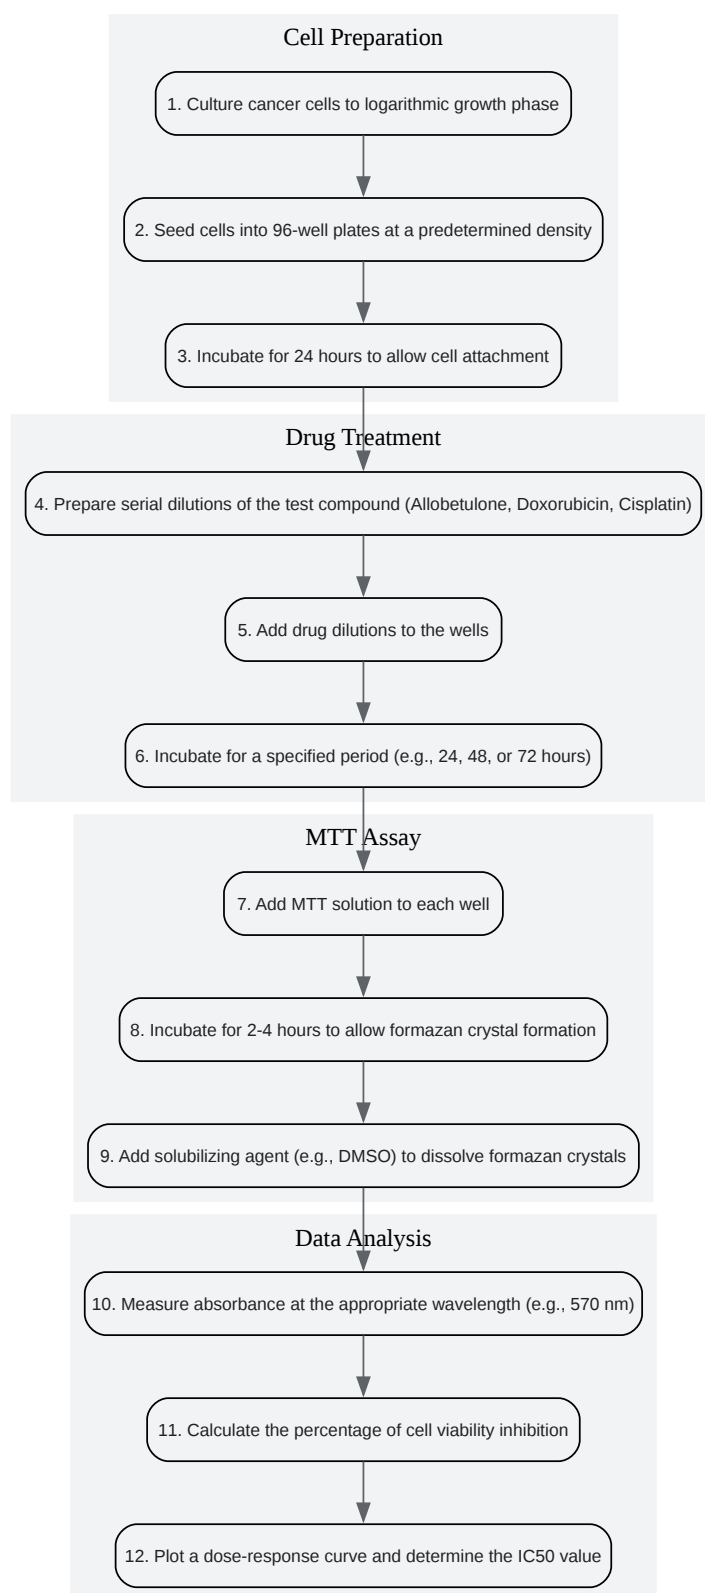 Cell Preparation
1. Culture cancer cells to logarithmic growth phase
2. Seed cells into 96-well plates at a predetermined density
3. Incubate for 24 hours to allow cell attachment
Drug Treatment
4. Prepare serial dilutions of the test compound (Allobetulone, Doxorubicin, Cisplatin)
5. Add drug dilutions to the wells
6. Incubate for a specified period (e.g., 24, 48, or 72 hours)
MTT Assay
7. Add MTT solution to each well
8. Incubate for 2-4 hours to allow formazan crystal formation
9. Add solubilizing agent (e.g., DMSO) to dissolve formazan crystals
Data Analysis
10. Measure absorbance at the appropriate wavelength (e.g., 570 nm)
11. Calculate the percentage of cell viability inhibition
12. Plot a dose-response curve and determine the IC50 value